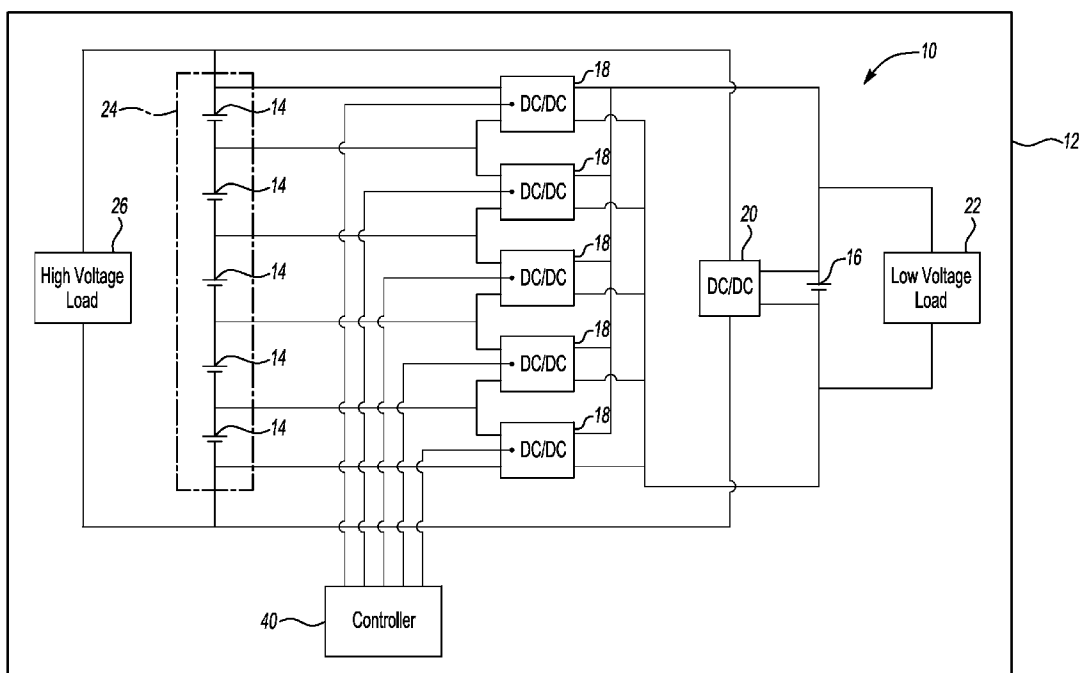 10
12
18
DC/DC
24
14
18
DC/DC
14
26
High Voltage
Load
14
18
DC/DC
20
DC/DC
16
22
Low Voltage
Load
14
18
DC/DC
14
18
DC/DC
40
Controller